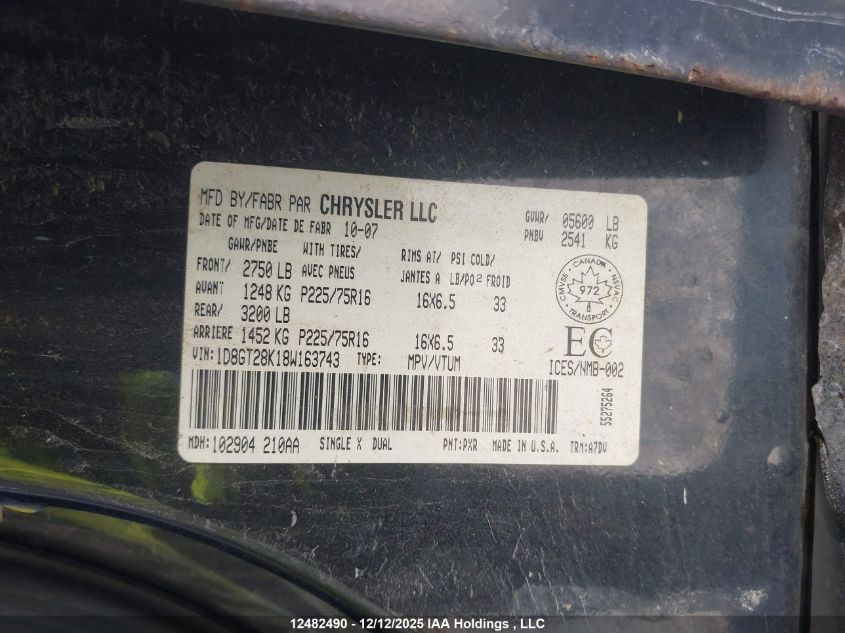 MFD BY/FABR PAR CHRYSLER LLC
DATE OF MFG/DATE DE FABR 10-07
GVWR/ 05600 LB
PNBV 2541 KG
GAWR/PNBE WITH TIRES/ RIMS AT/ PSI COLD/
FRONT/ 2750 LB AVEC PNEUS JANTES A LB/PO2 FROID
AVANT 1248 KG P225/75R16 16X6.5 33
REAR/ 3200 LB
ARRIERE 1452 KG P225/75R16 16X6.5 33
CANADA
CMVSS NSVAC
972
TRANSPORT
EC
ICES/NMB-002
VIN: 1D8GT28K18W163743 TYPE: MPV/VTUM
55275264
MDH: 102904 210AA SINGLE X DUAL PNT:PXR MADE IN U.S.A. TRM:A7DV
12482490 - 12/12/2025 IAA Holdings , LLC